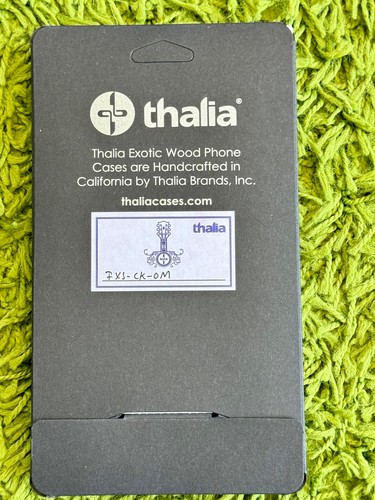 thalia®
Thalia Exotic Wood Phone
Cases are Handcrafted in
California by Thalia Brands, Inc.
thaliacases.com
thalia
7XS-CK-OM